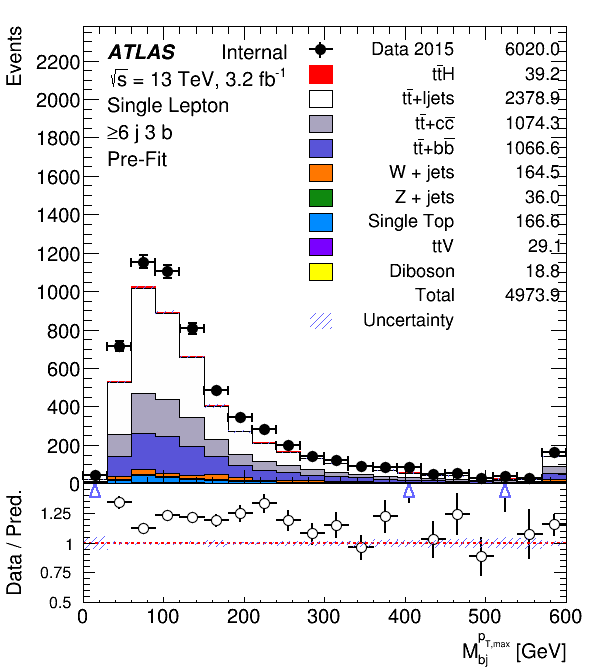 Events
ATLAS Internal
√s = 13 TeV, 3.2 fb⁻¹
Single Lepton
≥6 j 3 b
Pre-Fit
Data 2015 6020.0
tt̄H 39.2
tt̄+ljets 2378.9
tt̄+cc̄ 1074.3
tt̄+bb̄ 1066.6
W + jets 164.5
Z + jets 36.0
Single Top 166.6
ttV 29.1
Diboson 18.8
Total 4973.9
Uncertainty
2200
2000
1800
1600
1400
1200
1000
800
600
400
200
0
Data / Pred.
1.25
1
0.75
0.5
0 100 200 300 400 500 600
M_bj^pT,max [GeV]